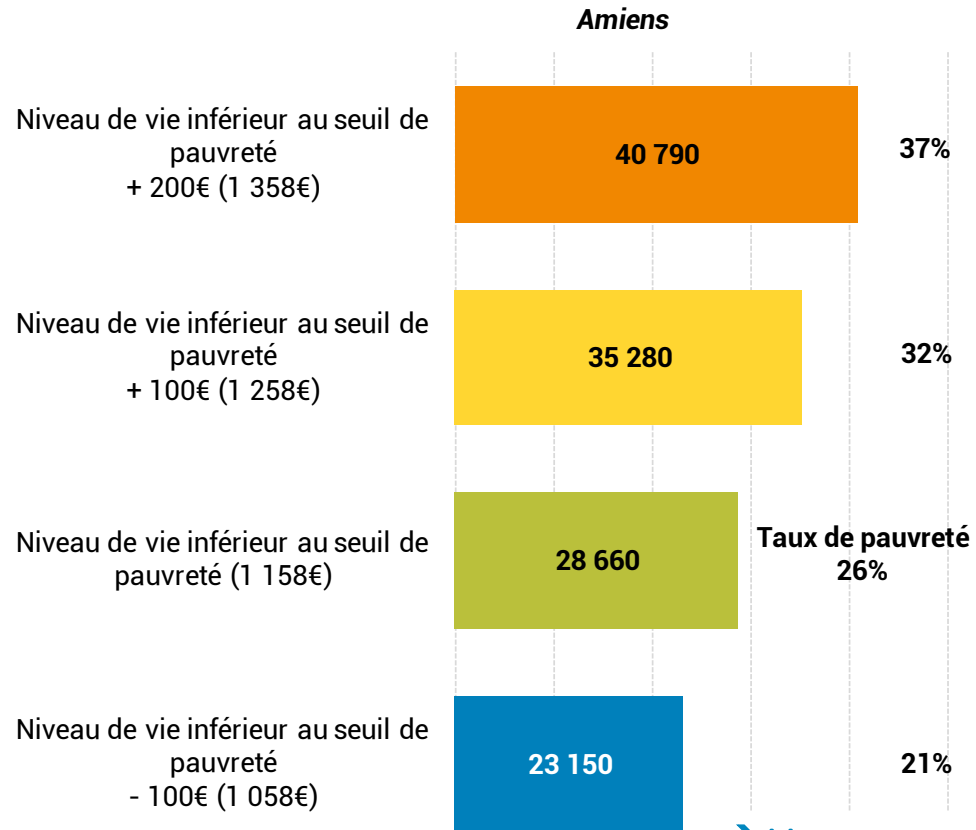 Amiens
Niveau de vie inférieur au seuil de
pauvreté
+ 200€ (1 358€)
40 790
37%
Niveau de vie inférieur au seuil de
pauvreté
+ 100€ (1 258€)
35 280
32%
Niveau de vie inférieur au seuil de
pauvreté (1 158€)
28 660
Taux de pauvreté
26%
Niveau de vie inférieur au seuil de
pauvreté
- 100€ (1 058€)
23 150
21%